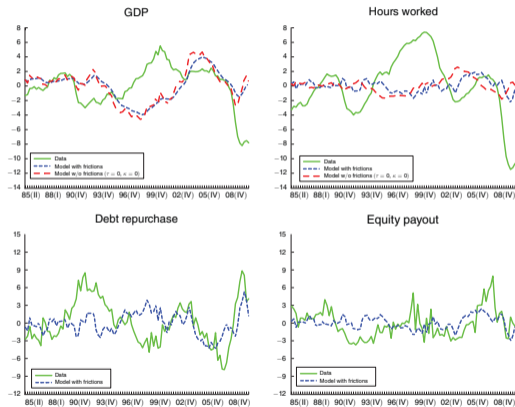 GDP
8
6
4
2
0
−2
−4
−6
−8
−10
−12
−14
Data
Model with frictions
Model w/o frictions (τ = 0, κ = 0)
85(II) 88(I) 90(IV) 93(IV) 96(IV) 99(IV) 02(IV) 05(IV) 08(IV)
Hours worked
8
6
4
2
0
−2
−4
−6
−8
−10
−12
−14
Data
Model with frictions
Model w/o frictions (τ = 0, κ = 0)
85(II) 88(I) 90(IV) 93(IV) 96(IV) 99(IV) 02(IV) 05(IV) 08(IV)
Debt repurchase
15
12
9
6
3
0
−3
−6
−9
−12
Data
Model with frictions
85(II) 88(I) 90(IV) 93(IV) 96(IV) 99(IV) 02(IV) 05(IV) 08(IV)
Equity payout
15
12
9
6
3
0
−3
−6
−9
−12
Data
Model with frictions
85(II) 88(I) 90(IV) 93(IV) 96(IV) 99(IV) 02(IV) 05(IV) 08(IV)